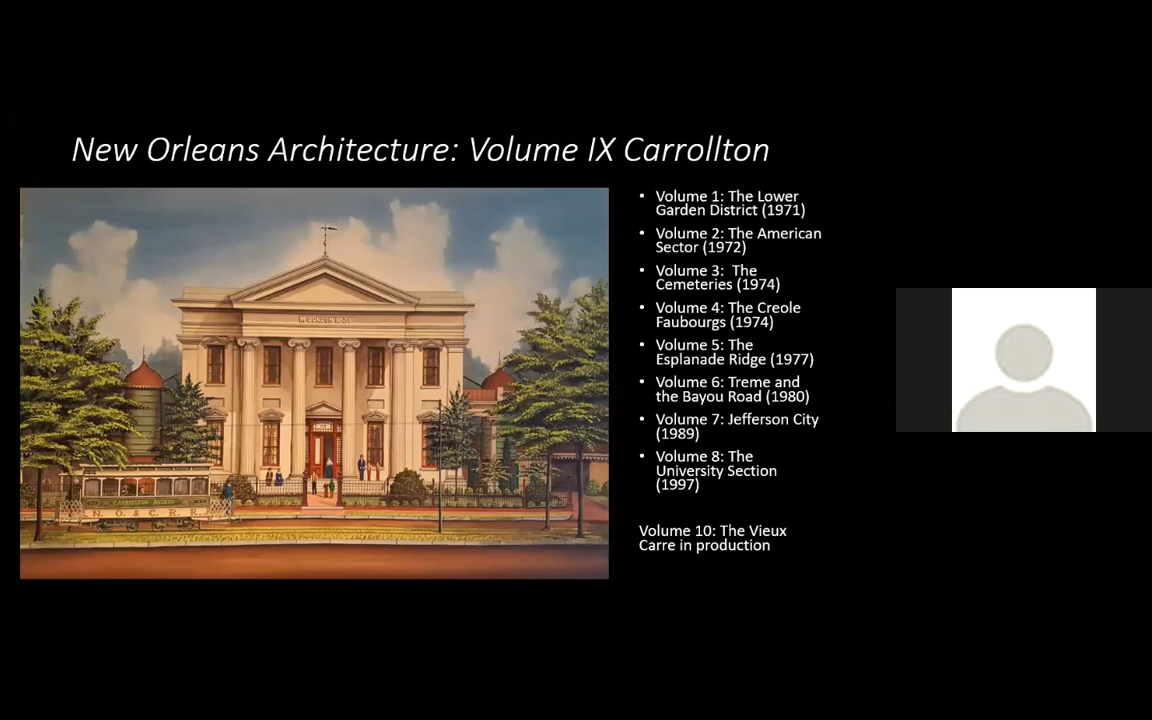 New Orleans Architecture: Volume IX Carrollton
• Volume 1: The Lower
Garden District (1971)
• Volume 2: The American
Sector (1972)
• Volume 3: The
Cemeteries (1974)
• Volume 4: The Creole
Faubourgs (1974)
• Volume 5: The
Esplanade Ridge (1977)
• Volume 6: Treme and
the Bayou Road (1980)
• Volume 7: Jefferson City
(1989)
• Volume 8: The
University Section
(1997)
Volume 10: The Vieux
Carre in production
CARROLLTON AVENUE
N. O. & C. R. R.